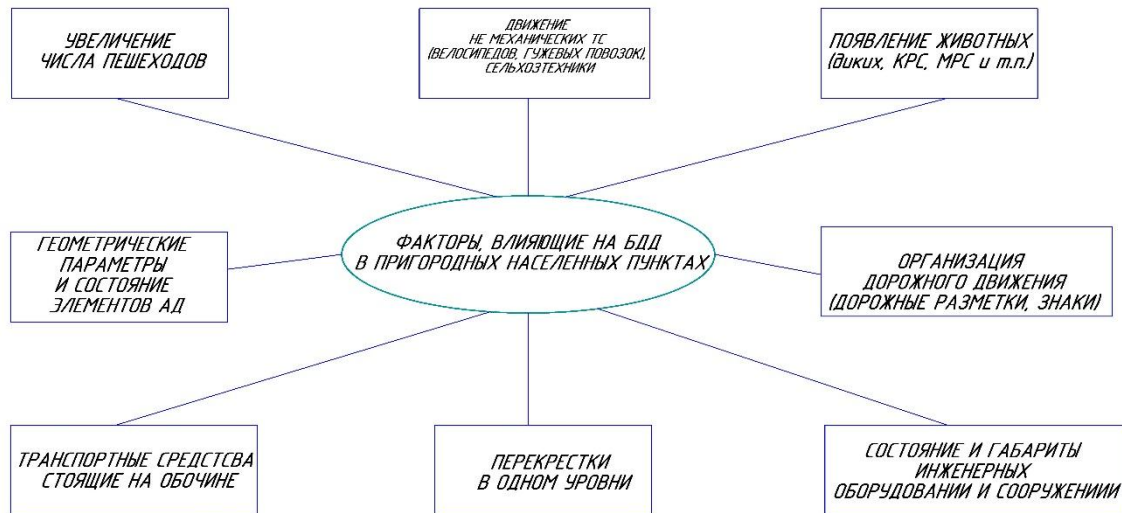 УВЕЛИЧЕНИЕ
ЧИСЛА ПЕШЕХОДОВ
ДВИЖЕНИЕ
НЕ МЕХАНИЧЕСКИХ ТС
(ВЕЛОСИПЕДОВ, ГУЖЕВЫХ ПОВОЗОК),
СЕЛЬХОЗТЕХНИКИ
ПОЯВЛЕНИЕ ЖИВОТНЫХ
(диких, КРС, МРС и т.п.)
ГЕОМЕТРИЧЕСКИЕ
ПАРАМЕТРЫ
И СОСТОЯНИЕ
ЭЛЕМЕНТОВ АД
ФАКТОРЫ, ВЛИЯЮЩИЕ НА БДД
В ПРИГОРОДНЫХ НАСЕЛЕННЫХ ПУНКТАХ
ОРГАНИЗАЦИЯ
ДОРОЖНОГО ДВИЖЕНИЯ
(ДОРОЖНЫЕ РАЗМЕТКИ, ЗНАКИ)
ТРАНСПОРТНЫЕ СРЕДСТСВА
СТОЯЩИЕ НА ОБОЧИНЕ
ПЕРЕКРЕСТКИ
В ОДНОМ УРОВНИ
СОСТОЯНИЕ И ГАБАРИТЫ
ИНЖЕНЕРНЫХ
ОБОРУДОВАНИИ И СООРУЖЕНИИИ